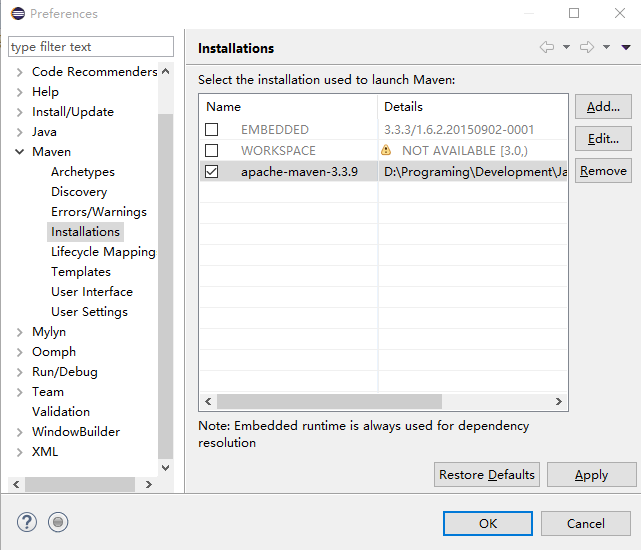 Preferences
type filter text
Code Recommenders
Help
Install/Update
Java
Maven
Archetypes
Discovery
Errors/Warnings
Installations
Lifecycle Mapping
Templates
User Interface
User Settings
Mylyn
Oomph
Run/Debug
Team
Validation
WindowBuilder
XML
Installations
Select the installation used to launch Maven:
Name Details
EMBEDDED 3.3.3/1.6.2.20150902-0001
WORKSPACE NOT AVAILABLE [3.0,)
apache-maven-3.3.9 D:\Programing\Development\Ja
Add...
Edit...
Remove
Note: Embedded runtime is always used for dependency
resolution
Restore Defaults Apply
OK Cancel